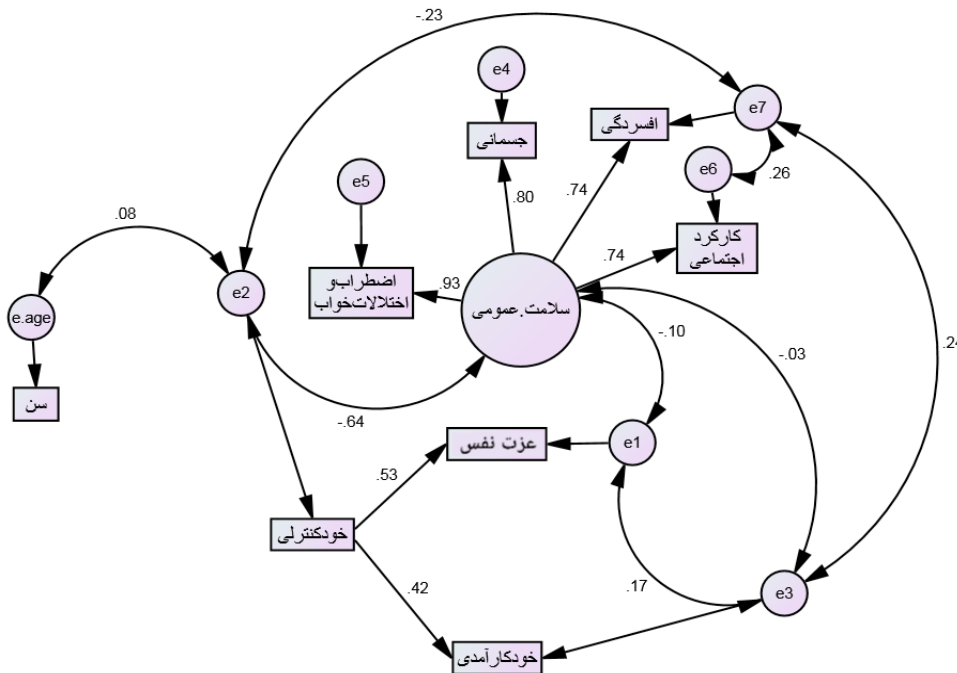 -.23
e4
e7
افسردگی
جسمانی
e6
.26
e5
.74
.80
.08
کارکرد
اجتماعی
.74
e2
اضطراب‌و
اختلالات‌خواب
.93
سلامت.عمومی
e.age
-.10
-.03
.24
سن
-.64
عزت نفس
e1
.53
خودکنترلی
.42
.17
e3
خودکارآمدی